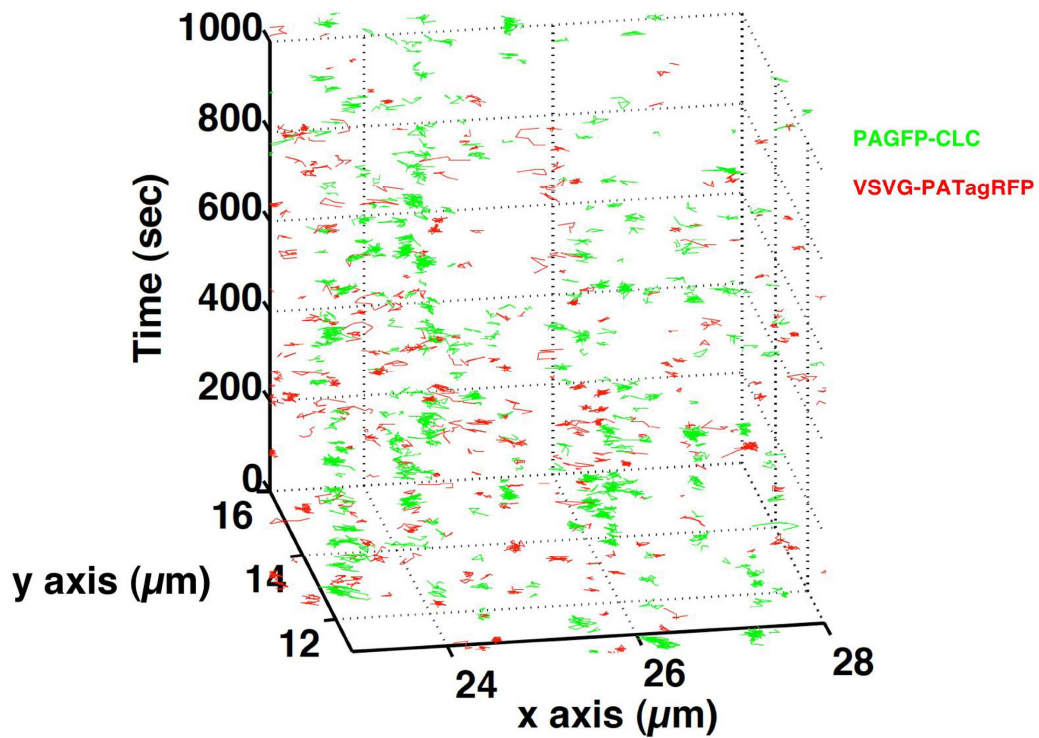 1000
800
600
400
200
0
Time (sec)
PAGFP-CLC
VSVG-PATagRFP
16
14
12
y axis (µm)
24
26
28
x axis (µm)